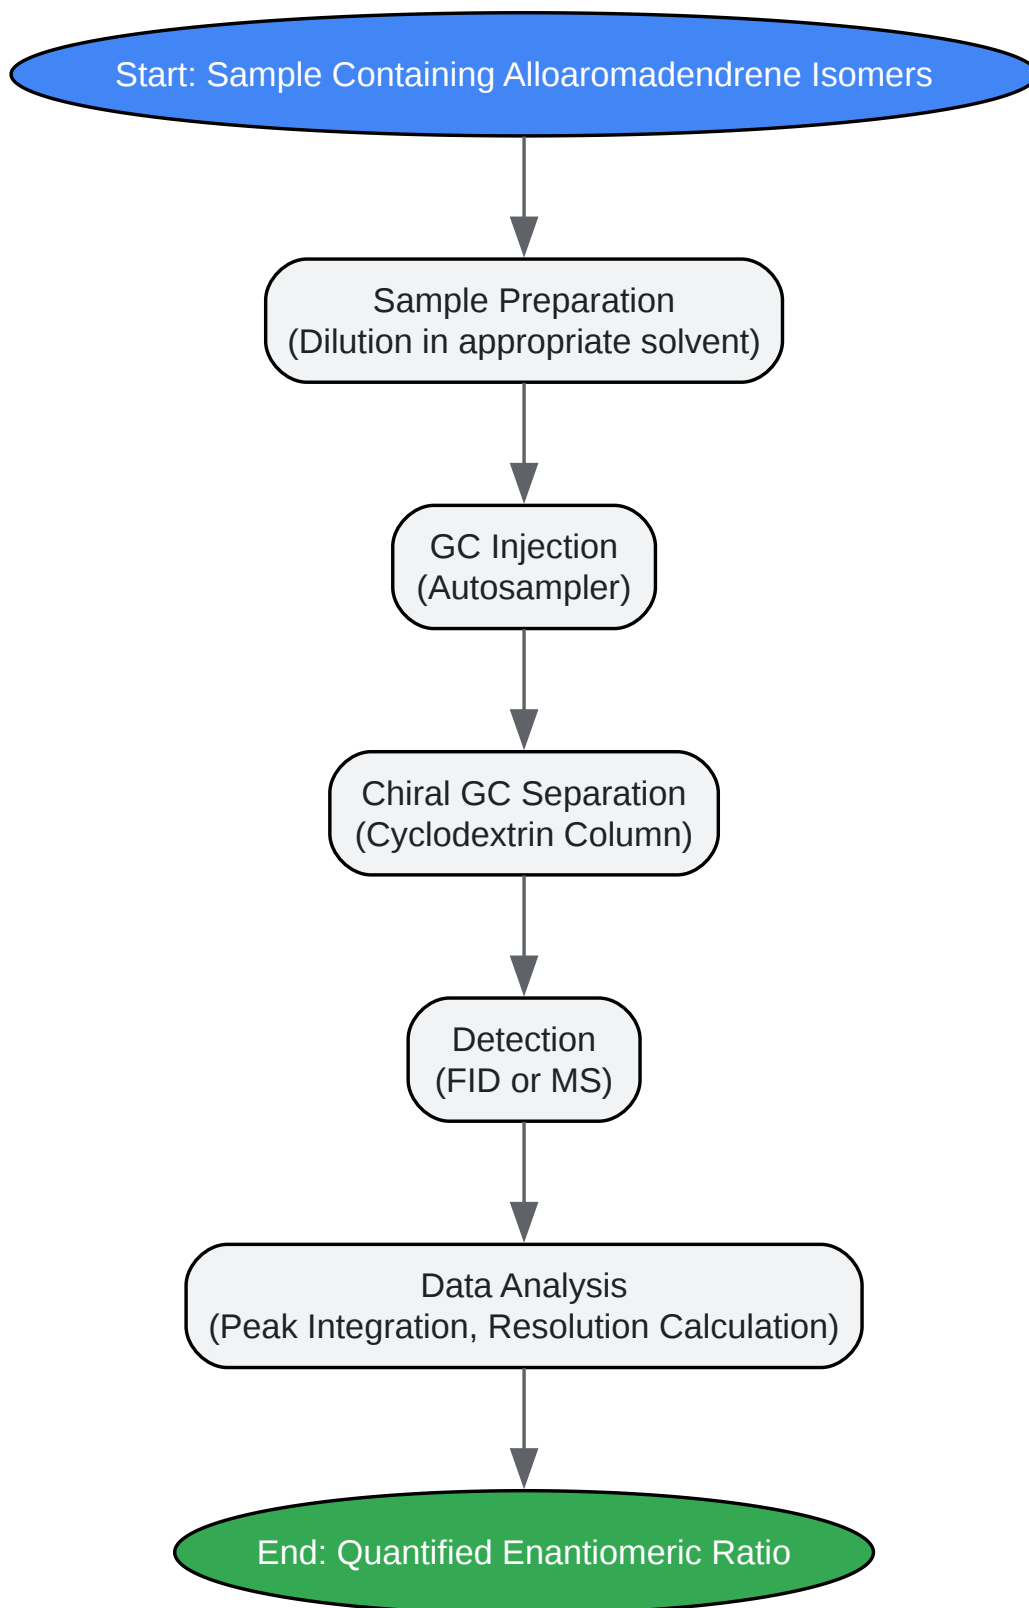 Start: Sample Containing Alloaromadendrene Isomers
Sample Preparation
(Dilution in appropriate solvent)
GC Injection
(Autosampler)
Chiral GC Separation
(Cyclodextrin Column)
Detection
(FID or MS)
Data Analysis
(Peak Integration, Resolution Calculation)
End: Quantified Enantiomeric Ratio